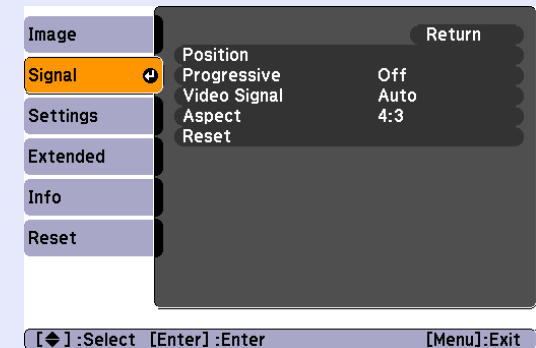 Image
Signal
Settings
Extended
Info
Reset
Return
Position
Progressive Off
Video Signal Auto
Aspect 4:3
Reset
[◆] :Select [Enter] :Enter [Menu]:Exit